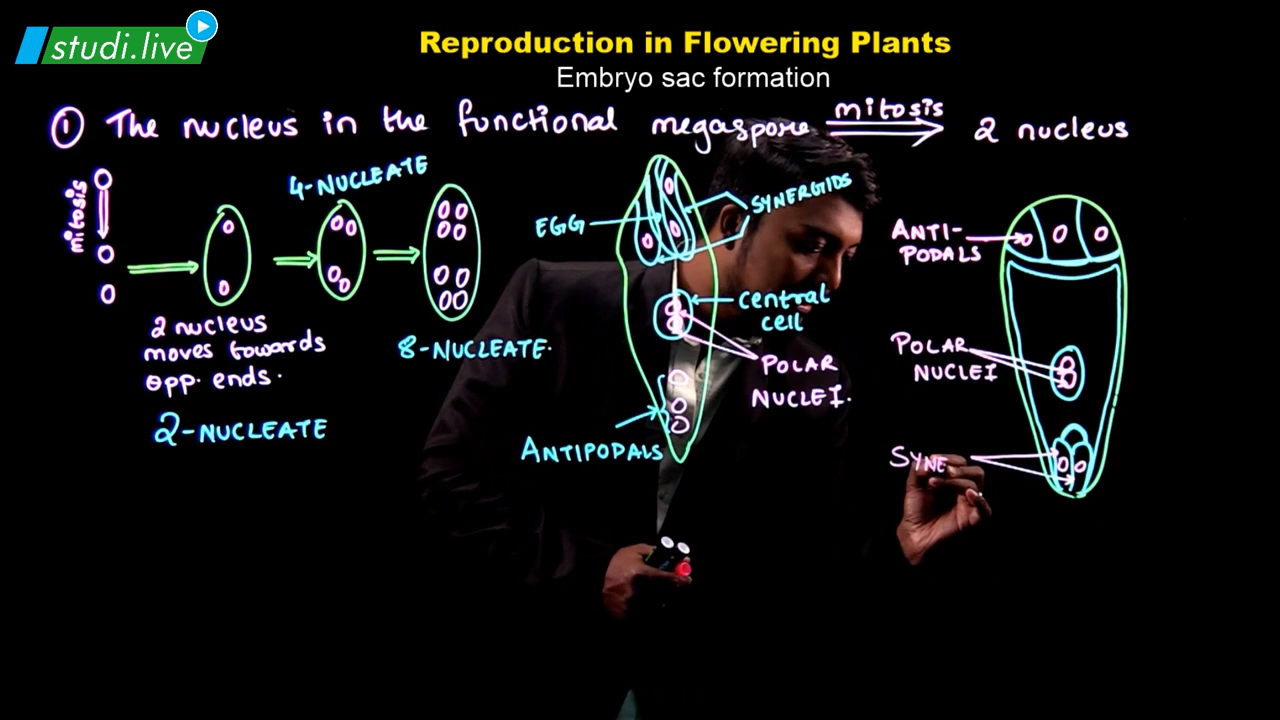 studi.live
Reproduction in Flowering Plants
Embryo sac formation
① The nucleus in the functional megaspore mitosis 2 nucleus
mitosis
2 nucleus
moves towards
opp. ends.
2-NUCLEATE
4-NUCLEATE
8-NUCLEATE.
EGG
SYNERGIDS
central
cell
POLAR
NUCLEI.
ANTIPODALS
ANTI-
PODALS
POLAR
NUCLEI
SYNE